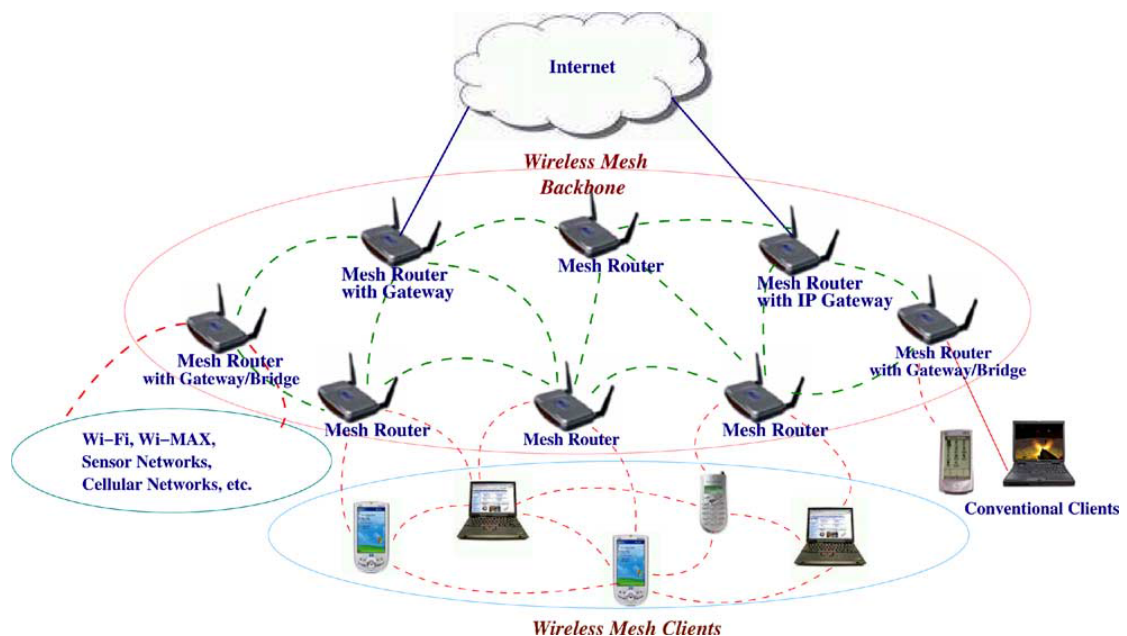 Internet
Wireless Mesh
Backbone
Mesh Router
with Gateway
Mesh Router
Mesh Router
with IP Gateway
Mesh Router
with Gateway/Bridge
Mesh Router
with Gateway/Bridge
Mesh Router
Mesh Router
Mesh Router
Wi-Fi, Wi-MAX,
Sensor Networks,
Cellular Networks, etc.
Conventional Clients
Wireless Mesh Clients